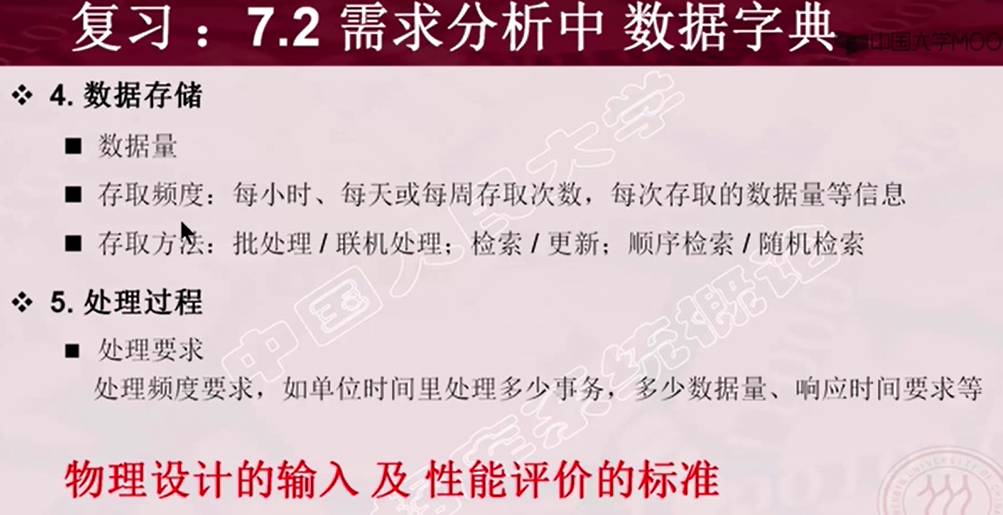 复习：7.2 需求分析中 数据字典
中国大学MOO
❖ 4. 数据存储
■ 数据量
■ 存取频度：每小时、每天或每周存取次数，每次存取的数据量等信息
■ 存取方法：批处理 / 联机处理；检索 / 更新；顺序检索 / 随机检索
❖ 5. 处理过程
■ 处理要求
处理频度要求，如单位时间里处理多少事务，多少数据量、响应时间要求等
物理设计的输入 及 性能评价的标准
中国人民大学
据库系统概论